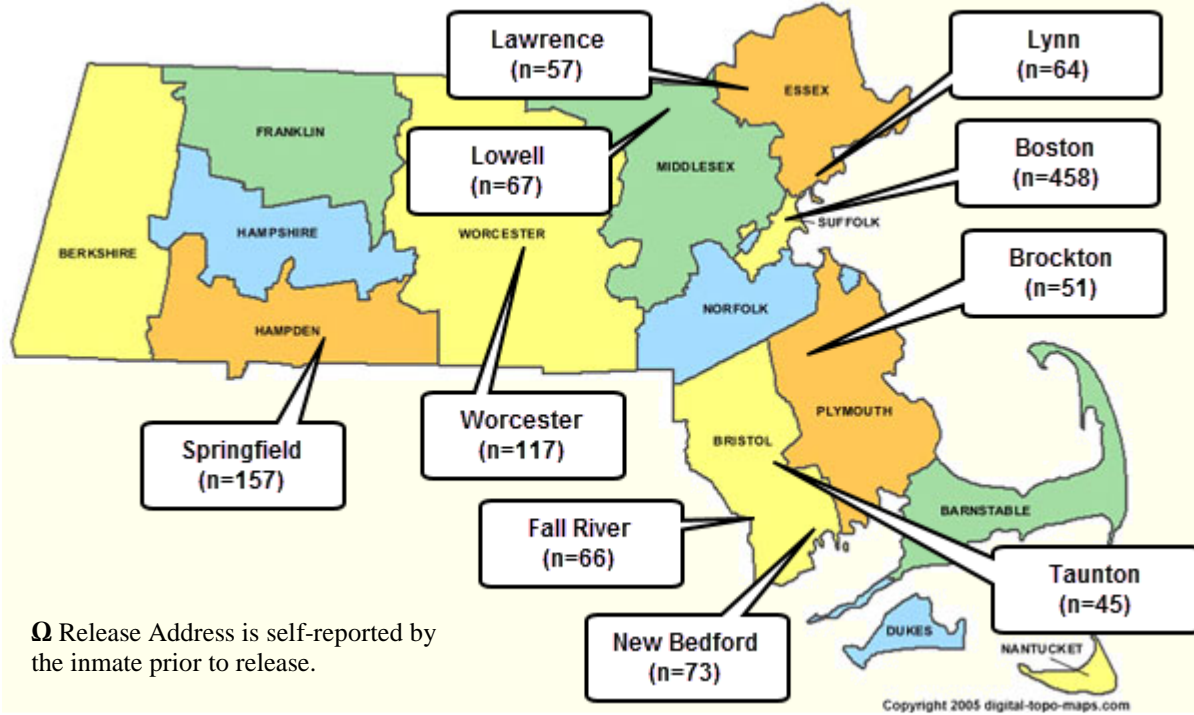 Lawrence
(n=57)
Lynn
(n=64)
ESSEX
FRANKLIN
Lowell
(n=67)
MIDDLESEX
Boston
(n=458)
SUFFOLK
HAMPSHIRE
WORCESTER
BERKSHIRE
Brockton
(n=51)
NORFOLK
HAMPDEN
Springfield
(n=157)
Worcester
(n=117)
PLYMOUTH
BRISTOL
BARNSTABLE
Fall River
(n=66)
Taunton
(n=45)
New Bedford
(n=73)
DUKES
NANTUCKET
Ω Release Address is self-reported by
the inmate prior to release.
Copyright 2005 digital-topo-maps.com